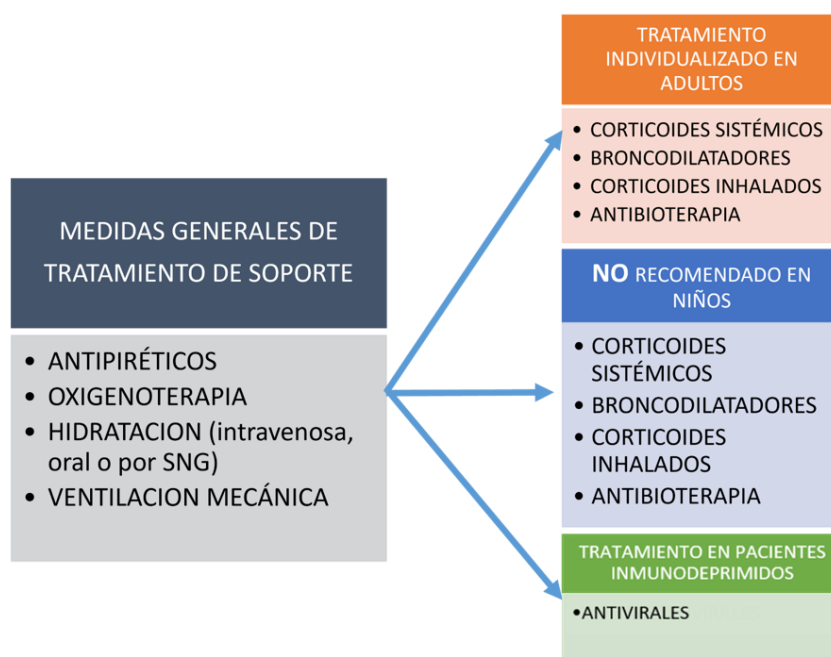 MEDIDAS GENERALES DE
TRATAMIENTO DE SOPORTE
• ANTIPIRÉTICOS
• OXIGENOTERAPIA
• HIDRATACION (intravenosa,
oral o por SNG)
• VENTILACION MECÁNICA
TRATAMIENTO
INDIVIDUALIZADO EN
ADULTOS
• CORTICOIDES SISTÉMICOS
• BRONCODILATADORES
• CORTICOIDES INHALADOS
• ANTIBIOTERAPIA
NO RECOMENDADO EN
NIÑOS
• CORTICOIDES
SISTÉMICOS
• BRONCODILATADORES
• CORTICOIDES
INHALADOS
• ANTIBIOTERAPIA
TRATAMIENTO EN PACIENTES
INMUNODEPRIMIDOS
•ANTIVIRALES